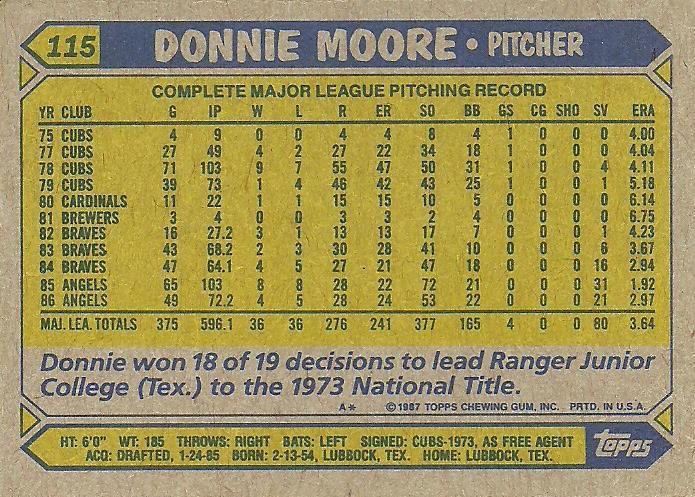 115 DONNIE MOORE • PITCHER
COMPLETE MAJOR LEAGUE PITCHING RECORD
YR CLUB G IP W L R ER SO BB GS CG SHO SV ERA
75 CUBS 4 9 0 0 4 4 8 4 1 0 0 0 4.00
77 CUBS 27 49 4 2 27 22 34 18 1 0 0 0 4.04
78 CUBS 71 103 9 7 55 47 50 31 1 0 0 4 4.11
79 CUBS 39 73 1 4 46 42 43 25 1 0 0 1 5.18
80 CARDINALS 11 22 1 1 15 15 10 5 0 0 0 0 6.14
81 BREWERS 3 4 0 0 3 3 2 4 0 0 0 0 6.75
82 BRAVES 16 27.2 3 1 13 13 17 7 0 0 0 1 4.23
83 BRAVES 43 68.2 2 3 30 28 41 10 0 0 0 6 3.67
84 BRAVES 47 64.1 4 5 27 21 47 18 0 0 0 16 2.94
85 ANGELS 65 103 8 8 28 22 72 21 0 0 0 31 1.92
86 ANGELS 49 72.2 4 5 28 24 53 22 0 0 0 21 2.97
MAJ. LEA. TOTALS 375 596.1 36 36 276 241 377 165 4 0 0 80 3.64
Donnie won 18 of 19 decisions to lead Ranger Junior
College (Tex.) to the 1973 National Title.
A* ©1987 TOPPS CHEWING GUM, INC. PRTD. IN U.S.A.
HT: 6'0" WT: 185 THROWS: RIGHT BATS: LEFT SIGNED: CUBS-1973, AS FREE AGENT
ACQ: DRAFTED, 1-24-85 BORN: 2-13-54, LUBBOCK, TEX. HOME: LUBBOCK, TEX.
Topps